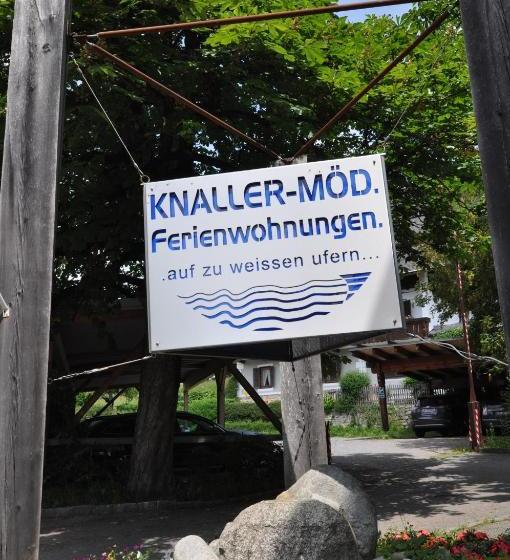 KNALLER-MÖD.
Ferienwohnungen.
.auf zu weissen ufern...